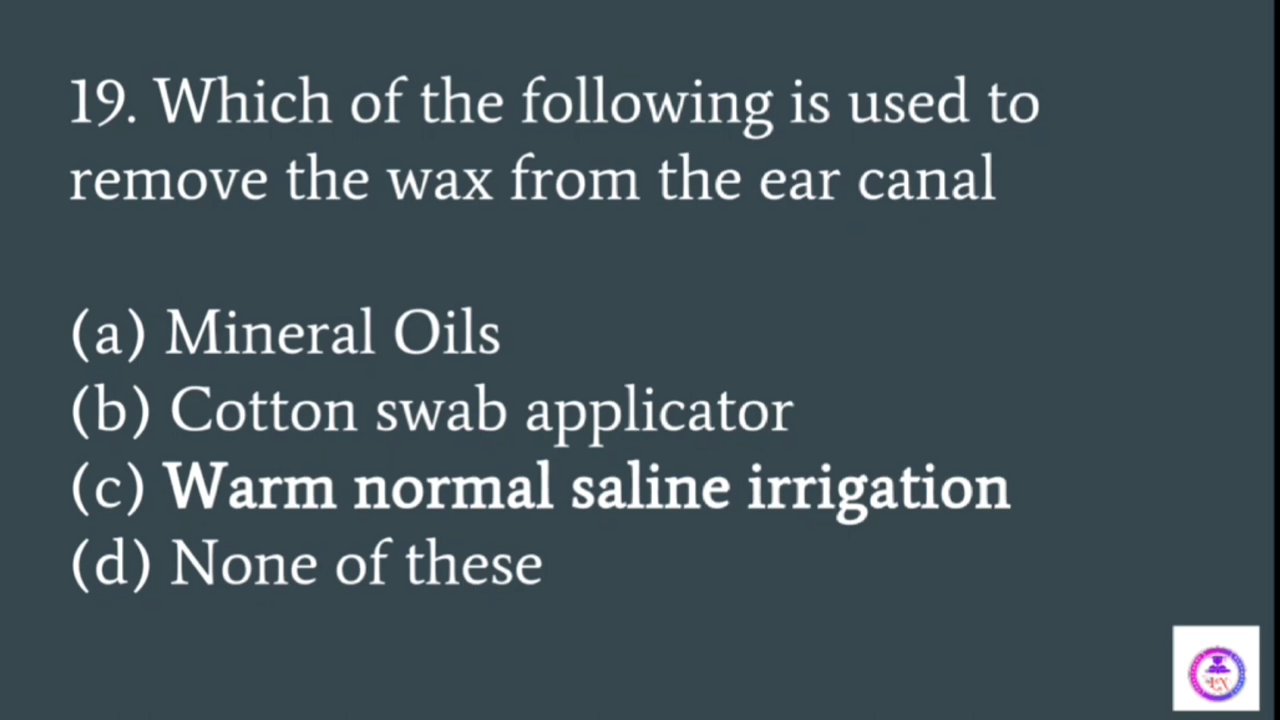 19. Which of the following is used to
remove the wax from the ear canal
(a) Mineral Oils
(b) Cotton swab applicator
(c) Warm normal saline irrigation
(d) None of these